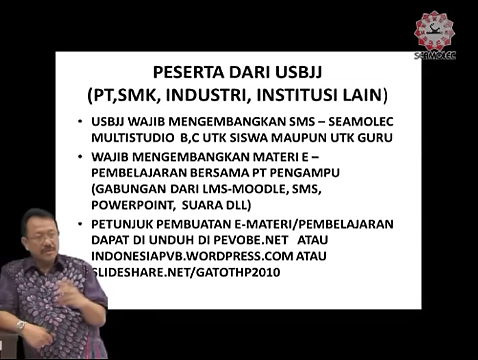 SEAMOLEC
PESERTA DARI USBJJ
(PT,SMK, INDUSTRI, INSTITUSI LAIN)
• USBJJ WAJIB MENGEMBANGKAN SMS – SEAMOLEC
MULTISTUDIO B,C UTK SISWA MAUPUN UTK GURU
• WAJIB MENGEMBANGKAN MATERI E –
PEMBELAJARAN BERSAMA PT PENGAMPU
(GABUNGAN DARI LMS-MOODLE, SMS,
POWERPOINT, SUARA DLL)
• PETUNJUK PEMBUATAN E-MATERI/PEMBELAJARAN
DAPAT DI UNDUH DI PEVOBE.NET ATAU
INDONESIAPVB.WORDPRESS.COM ATAU
SLIDESHARE.NET/GATOTHP2010